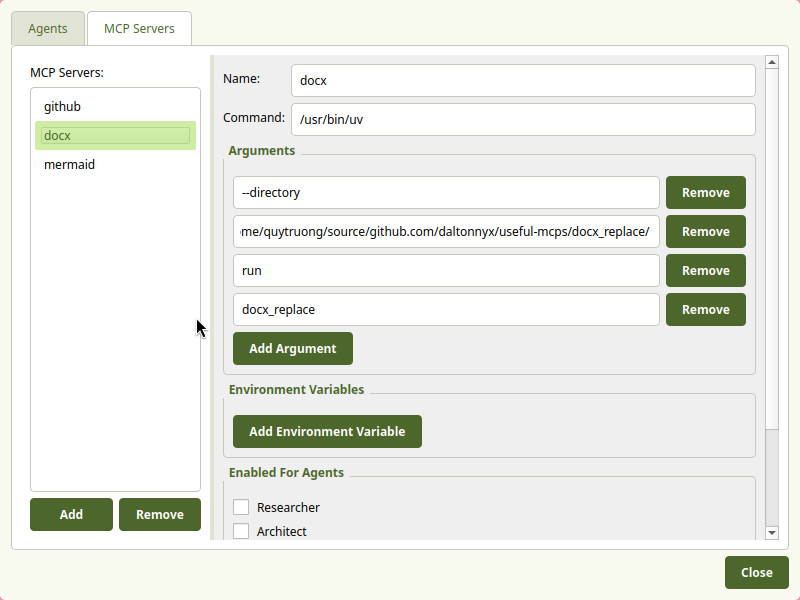 Agents
MCP Servers
MCP Servers:
github
docx
mermaid
Add
Remove
Name:
docx
Command:
/usr/bin/uv
Arguments
--directory
Remove
me/quytruong/source/github.com/daltonnyx/useful-mcps/docx_replace/
Remove
run
Remove
docx_replace
Remove
Add Argument
Environment Variables
Add Environment Variable
Enabled For Agents
Researcher
Architect
Close